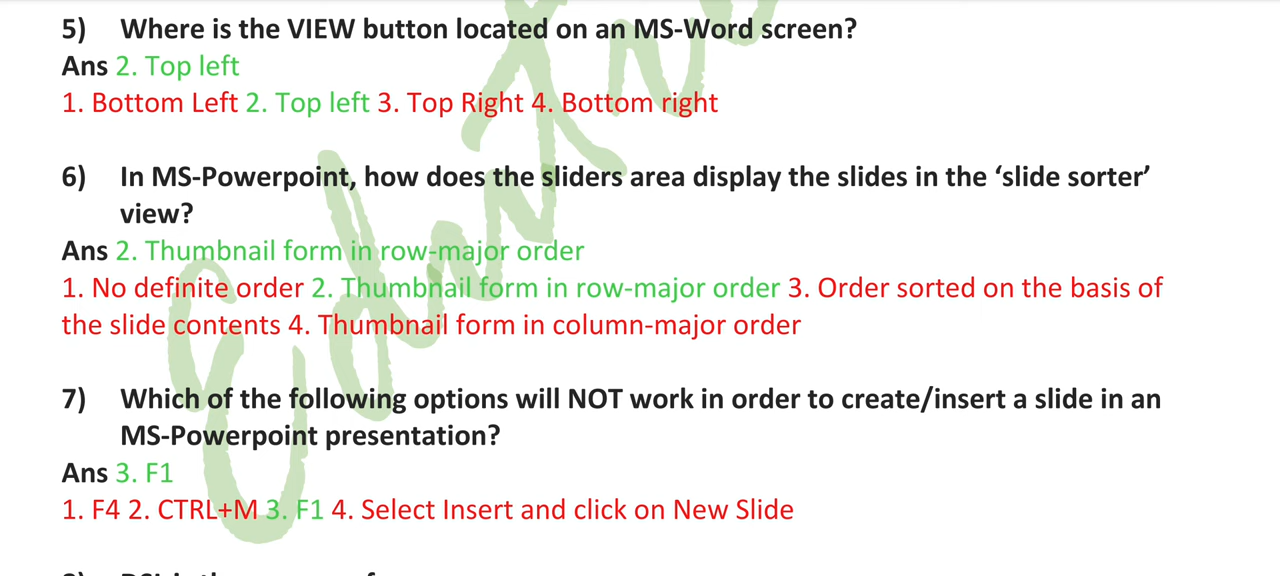 5) Where is the VIEW button located on an MS-Word screen?
Ans 2. Top left
1. Bottom Left 2. Top left 3. Top Right 4. Bottom right
6) In MS-Powerpoint, how does the sliders area display the slides in the ‘slide sorter’
view?
Ans 2. Thumbnail form in row-major order
1. No definite order 2. Thumbnail form in row-major order 3. Order sorted on the basis of
the slide contents 4. Thumbnail form in column-major order
7) Which of the following options will NOT work in order to create/insert a slide in an
MS-Powerpoint presentation?
Ans 3. F1
1. F4 2. CTRL+M 3. F1 4. Select Insert and click on New Slide